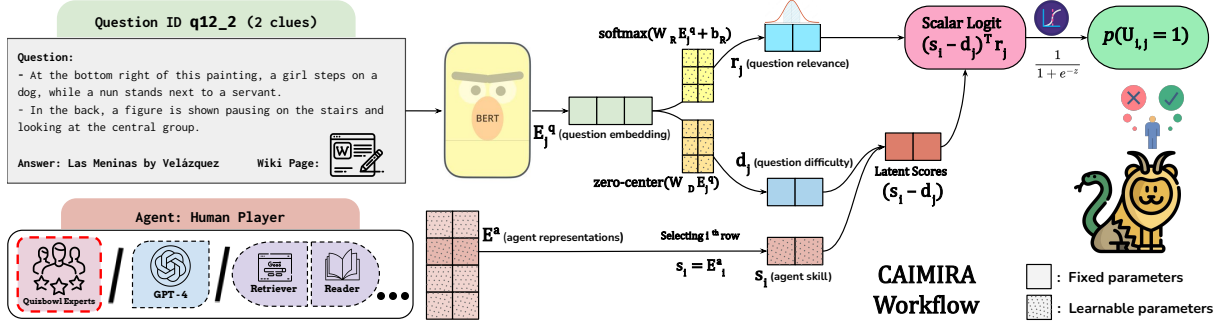 Question ID q12_2 (2 clues)
Question:
- At the bottom right of this painting, a girl steps on a
dog, while a nun stands next to a servant.
- In the back, a figure is shown pausing on the stairs and
looking at the central group.
Answer: Las Meninas by Velázquez Wiki Page:
W
BERT
E_j^q (question embedding)
softmax(W_R E_j^q + b_R)
r_j (question relevance)
d_j (question difficulty)
zero-center(W_D E_j^q)
Scalar Logit
(s_i - d_j)^T r_j
1
1 + e^{-z}
p(U_{i,j} = 1)
Latent Scores
(s_i - d_j)
Agent: Human Player
Quizbowl Experts
/
GPT-4
/
Retriever
Reader
E^a (agent representations)
Selecting i^{th} row
s_i = E^a_i
s_i (agent skill)
CAIMIRA
Workflow
: Fixed parameters
: Learnable parameters